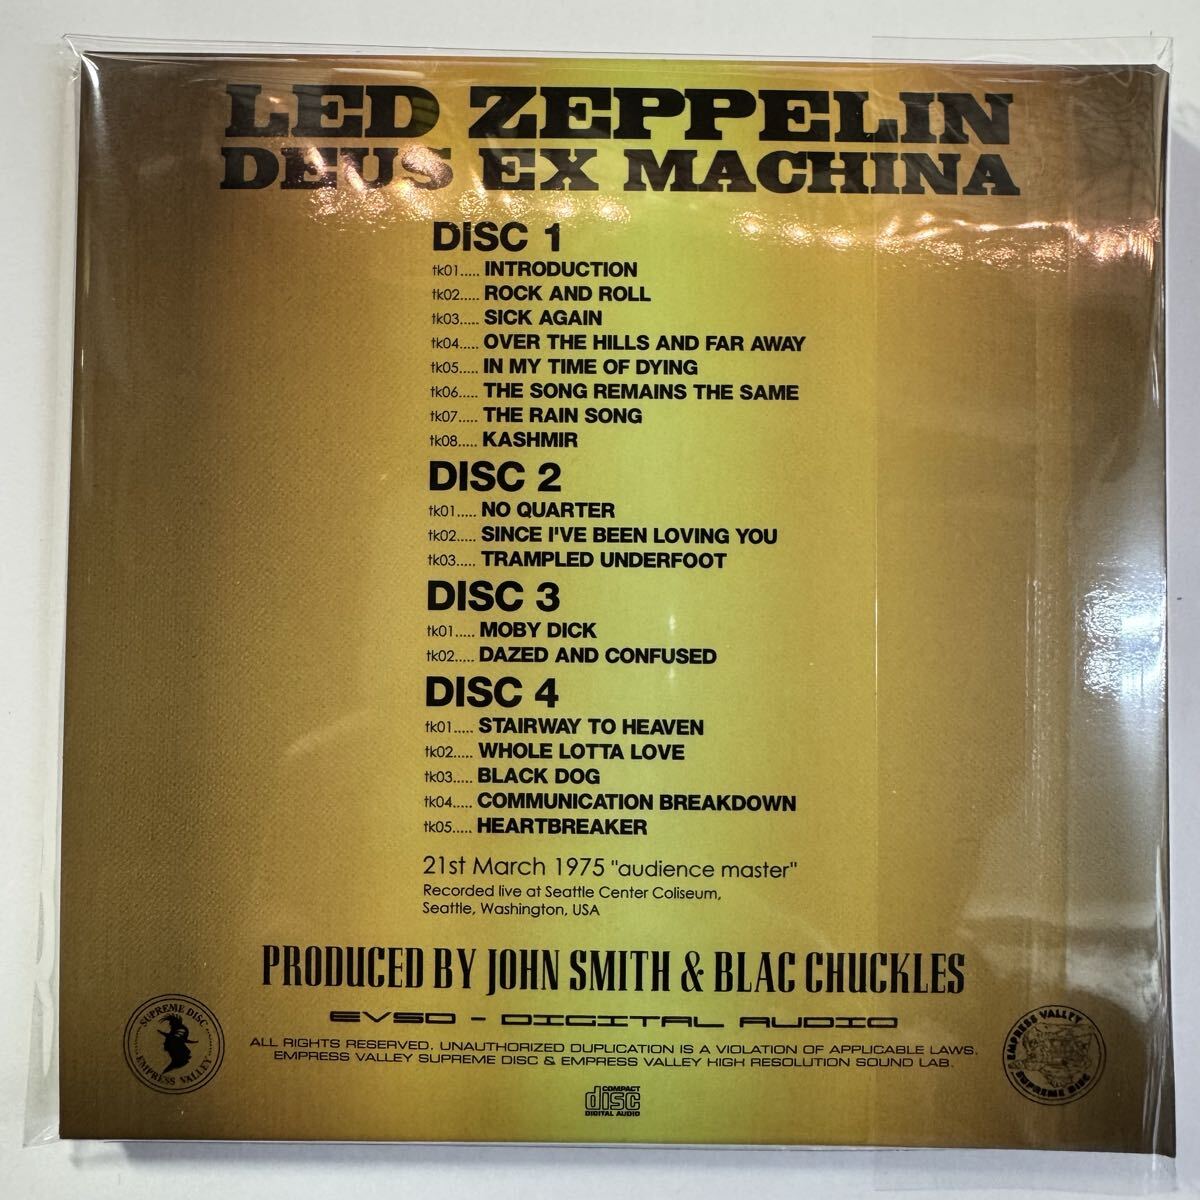 LED ZEPPELIN
DEUS EX MACHINA
DISC 1
tk01..... INTRODUCTION
tk02..... ROCK AND ROLL
tk03..... SICK AGAIN
tk04..... OVER THE HILLS AND FAR AWAY
tk05..... IN MY TIME OF DYING
tk06..... THE SONG REMAINS THE SAME
tk07..... THE RAIN SONG
tk08..... KASHMIR
DISC 2
tk01..... NO QUARTER
tk02..... SINCE I'VE BEEN LOVING YOU
tk03..... TRAMPLED UNDERFOOT
DISC 3
tk01..... MOBY DICK
tk02..... DAZED AND CONFUSED
DISC 4
tk01..... STAIRWAY TO HEAVEN
tk02..... WHOLE LOTTA LOVE
tk03..... BLACK DOG
tk04..... COMMUNICATION BREAKDOWN
tk05..... HEARTBREAKER
21st March 1975 "audience master"
Recorded live at Seattle Center Coliseum,
Seattle, Washington, USA
PRODUCED BY JOHN SMITH & BLAC CHUCKLES
EVSD - DIGITAL AUDIO
ALL RIGHTS RESERVED. UNAUTHORIZED DUPLICATION IS A VIOLATION OF APPLICABLE LAWS.
EMPRESS VALLEY SUPREME DISC & EMPRESS VALLEY HIGH RESOLUTION SOUND LAB.
SUPREME DISC
EMPRESS VALLEY
EMPRESS VALLEY
SUPREME DISC
COMPACT
disc
DIGITAL AUDIO